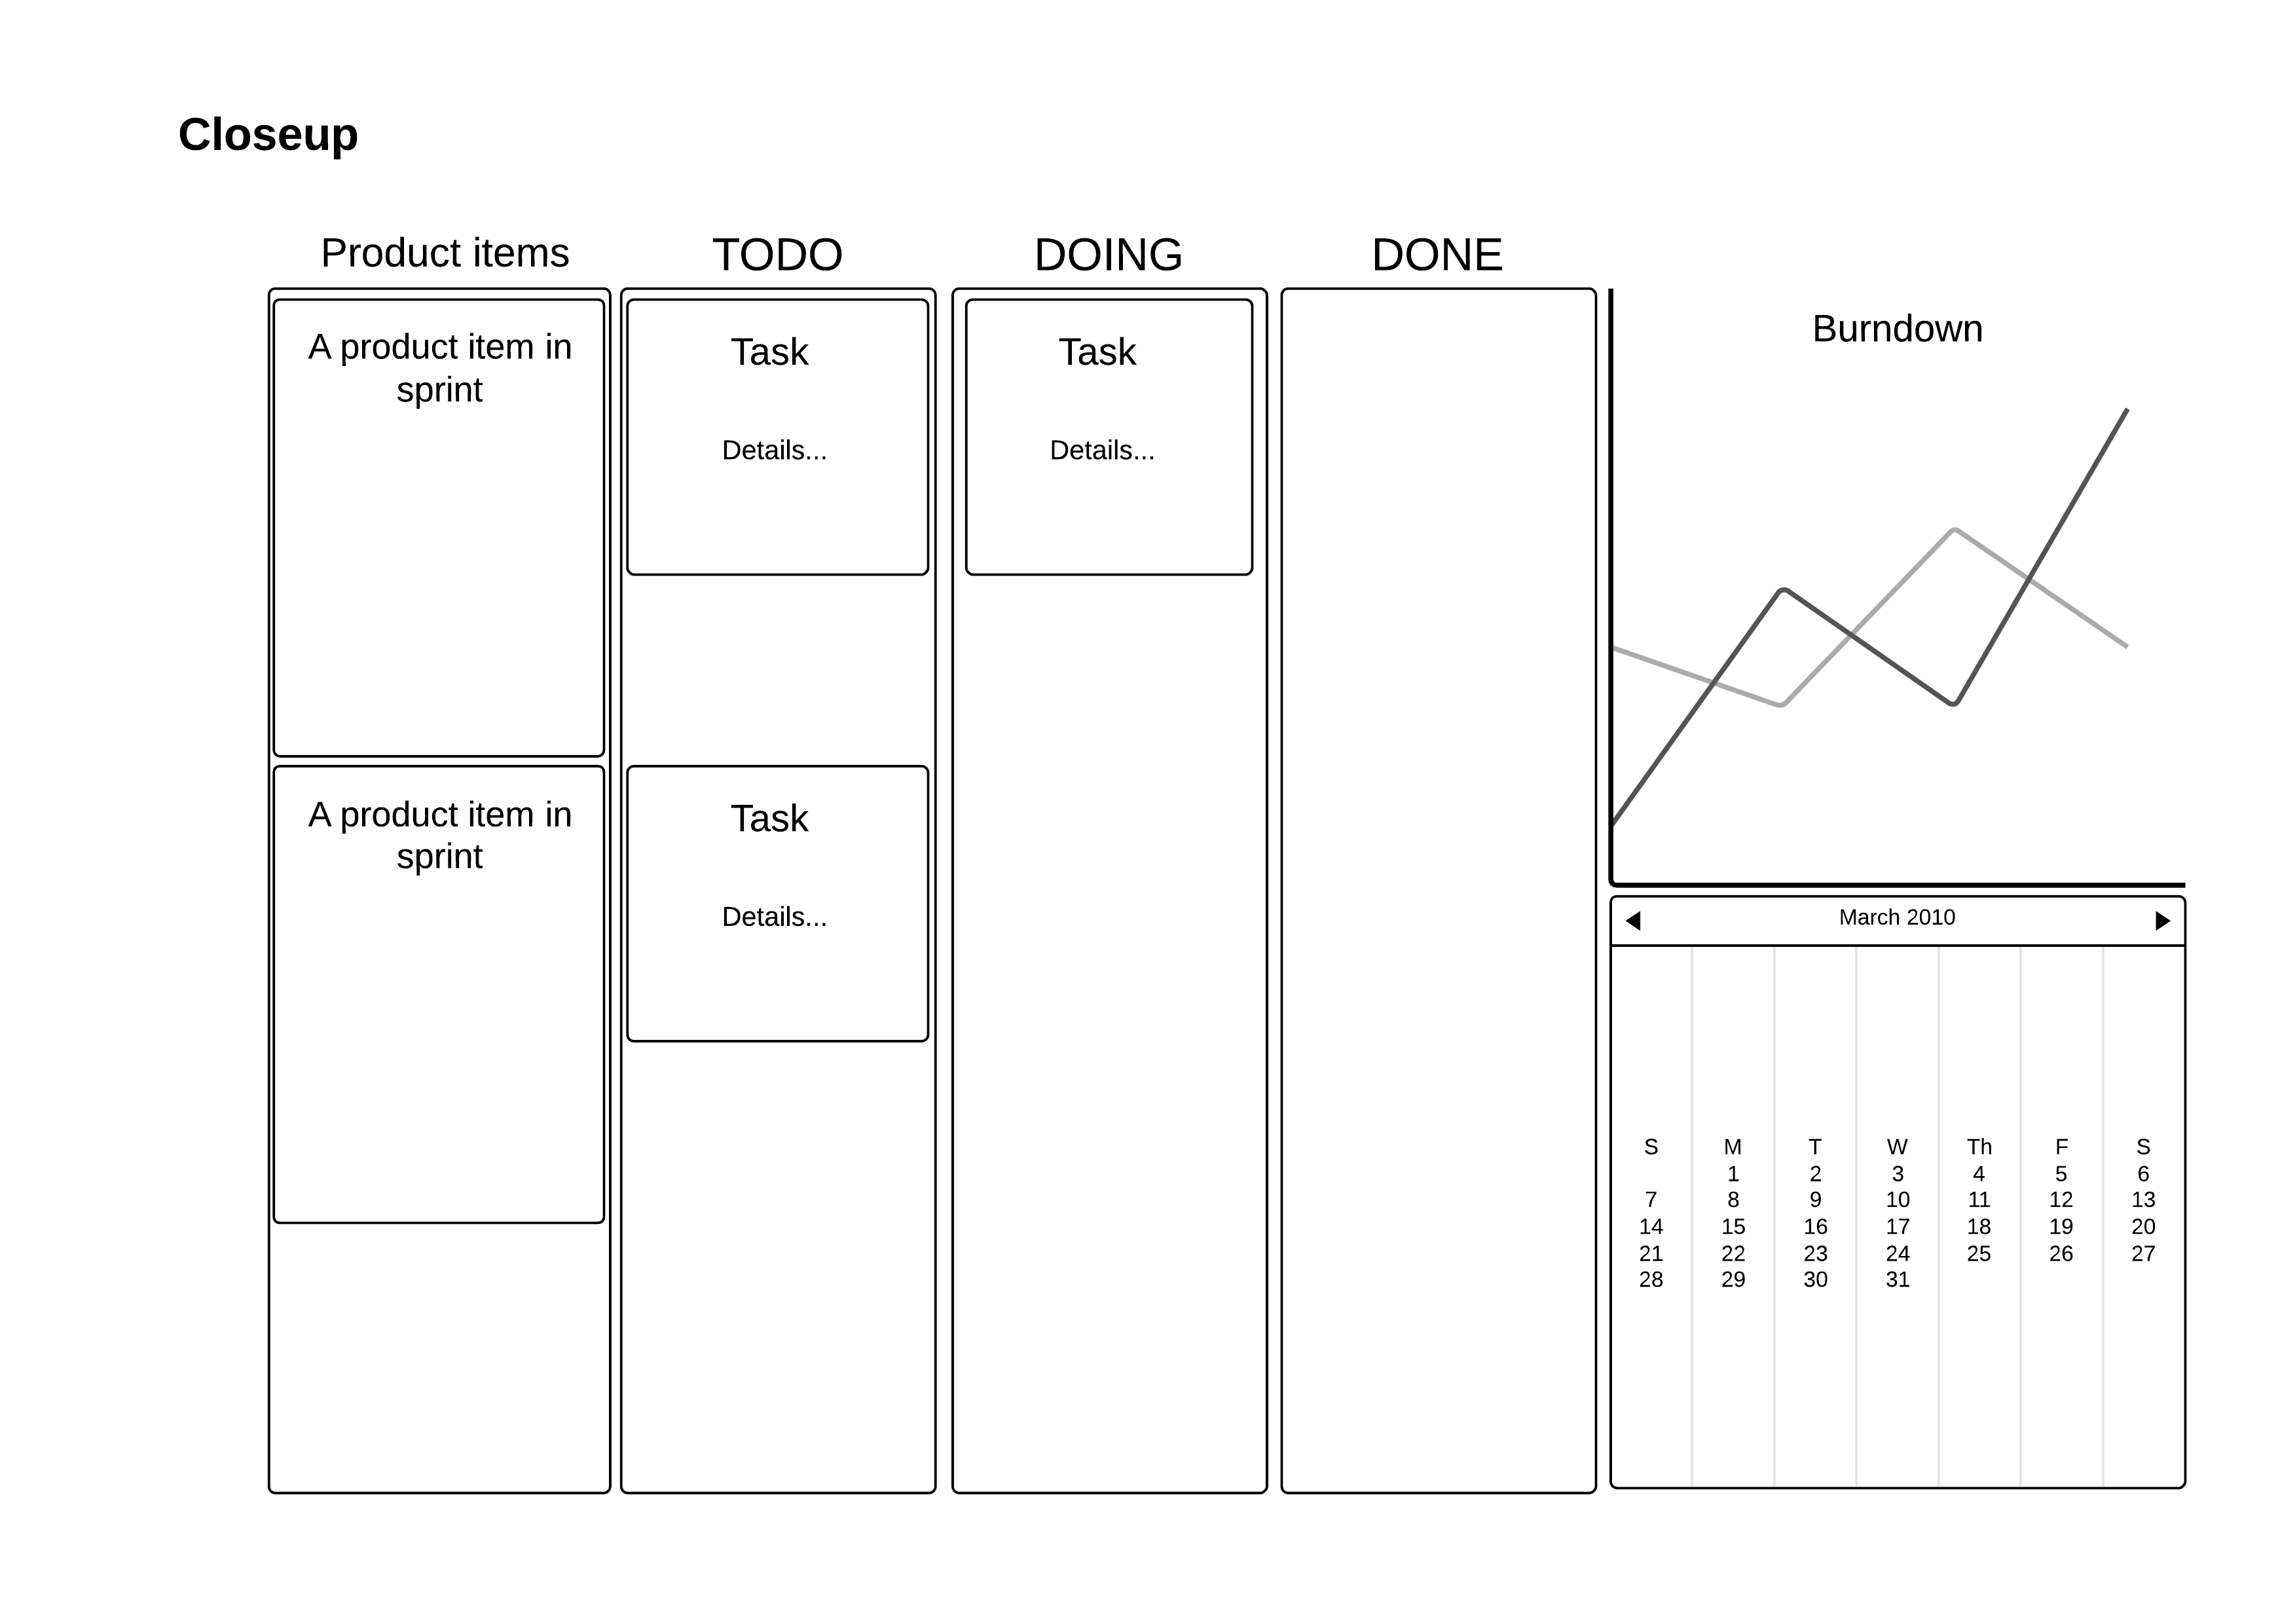 Closeup
Product items
TODO
DOING
DONE
A product item in
sprint
Task
Details...
Task
Details...
A product item in
sprint
Task
Details...
Burndown
March 2010
S M T W Th F S
1 2 3 4 5 6
7 8 9 10 11 12 13
14 15 16 17 18 19 20
21 22 23 24 25 26 27
28 29 30 31